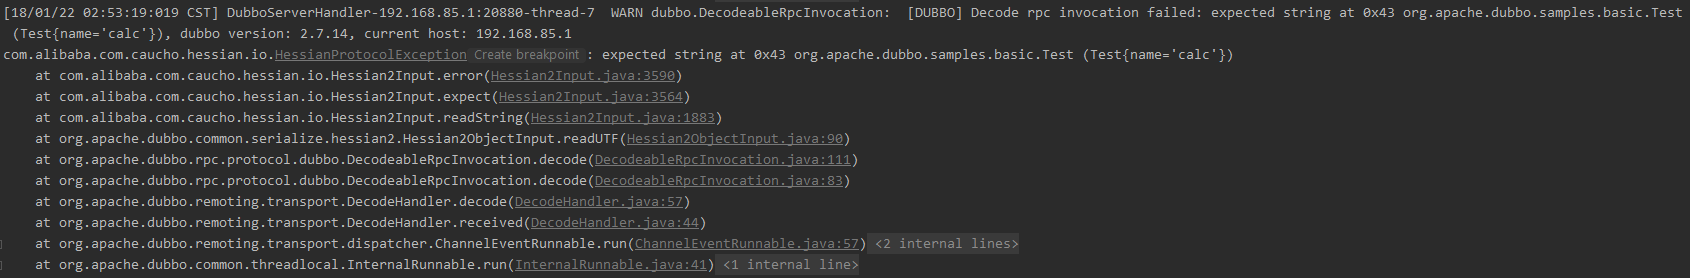 [18/01/22 02:53:19:019 CST] DubboServerHandler-192.168.85.1:20880-thread-7  WARN dubbo.DecodeableRpcInvocation:  [DUBBO] Decode rpc invocation failed: expected string at 0x43 org.apache.dubbo.samples.basic.Test
(Test{name='calc'}), dubbo version: 2.7.14, current host: 192.168.85.1
com.alibaba.com.caucho.hessian.io.HessianProtocolException Create breakpoint : expected string at 0x43 org.apache.dubbo.samples.basic.Test (Test{name='calc'})
at com.alibaba.com.caucho.hessian.io.Hessian2Input.error(Hessian2Input.java:3590)
at com.alibaba.com.caucho.hessian.io.Hessian2Input.expect(Hessian2Input.java:3564)
at com.alibaba.com.caucho.hessian.io.Hessian2Input.readString(Hessian2Input.java:1883)
at org.apache.dubbo.common.serialize.hessian2.Hessian2ObjectInput.readUTF(Hessian2ObjectInput.java:90)
at org.apache.dubbo.rpc.protocol.dubbo.DecodeableRpcInvocation.decode(DecodeableRpcInvocation.java:111)
at org.apache.dubbo.rpc.protocol.dubbo.DecodeableRpcInvocation.decode(DecodeableRpcInvocation.java:83)
at org.apache.dubbo.remoting.transport.DecodeHandler.decode(DecodeHandler.java:57)
at org.apache.dubbo.remoting.transport.DecodeHandler.received(DecodeHandler.java:44)
at org.apache.dubbo.remoting.transport.dispatcher.ChannelEventRunnable.run(ChannelEventRunnable.java:57) <2 internal lines>
at org.apache.dubbo.common.threadlocal.InternalRunnable.run(InternalRunnable.java:41) <1 internal line>